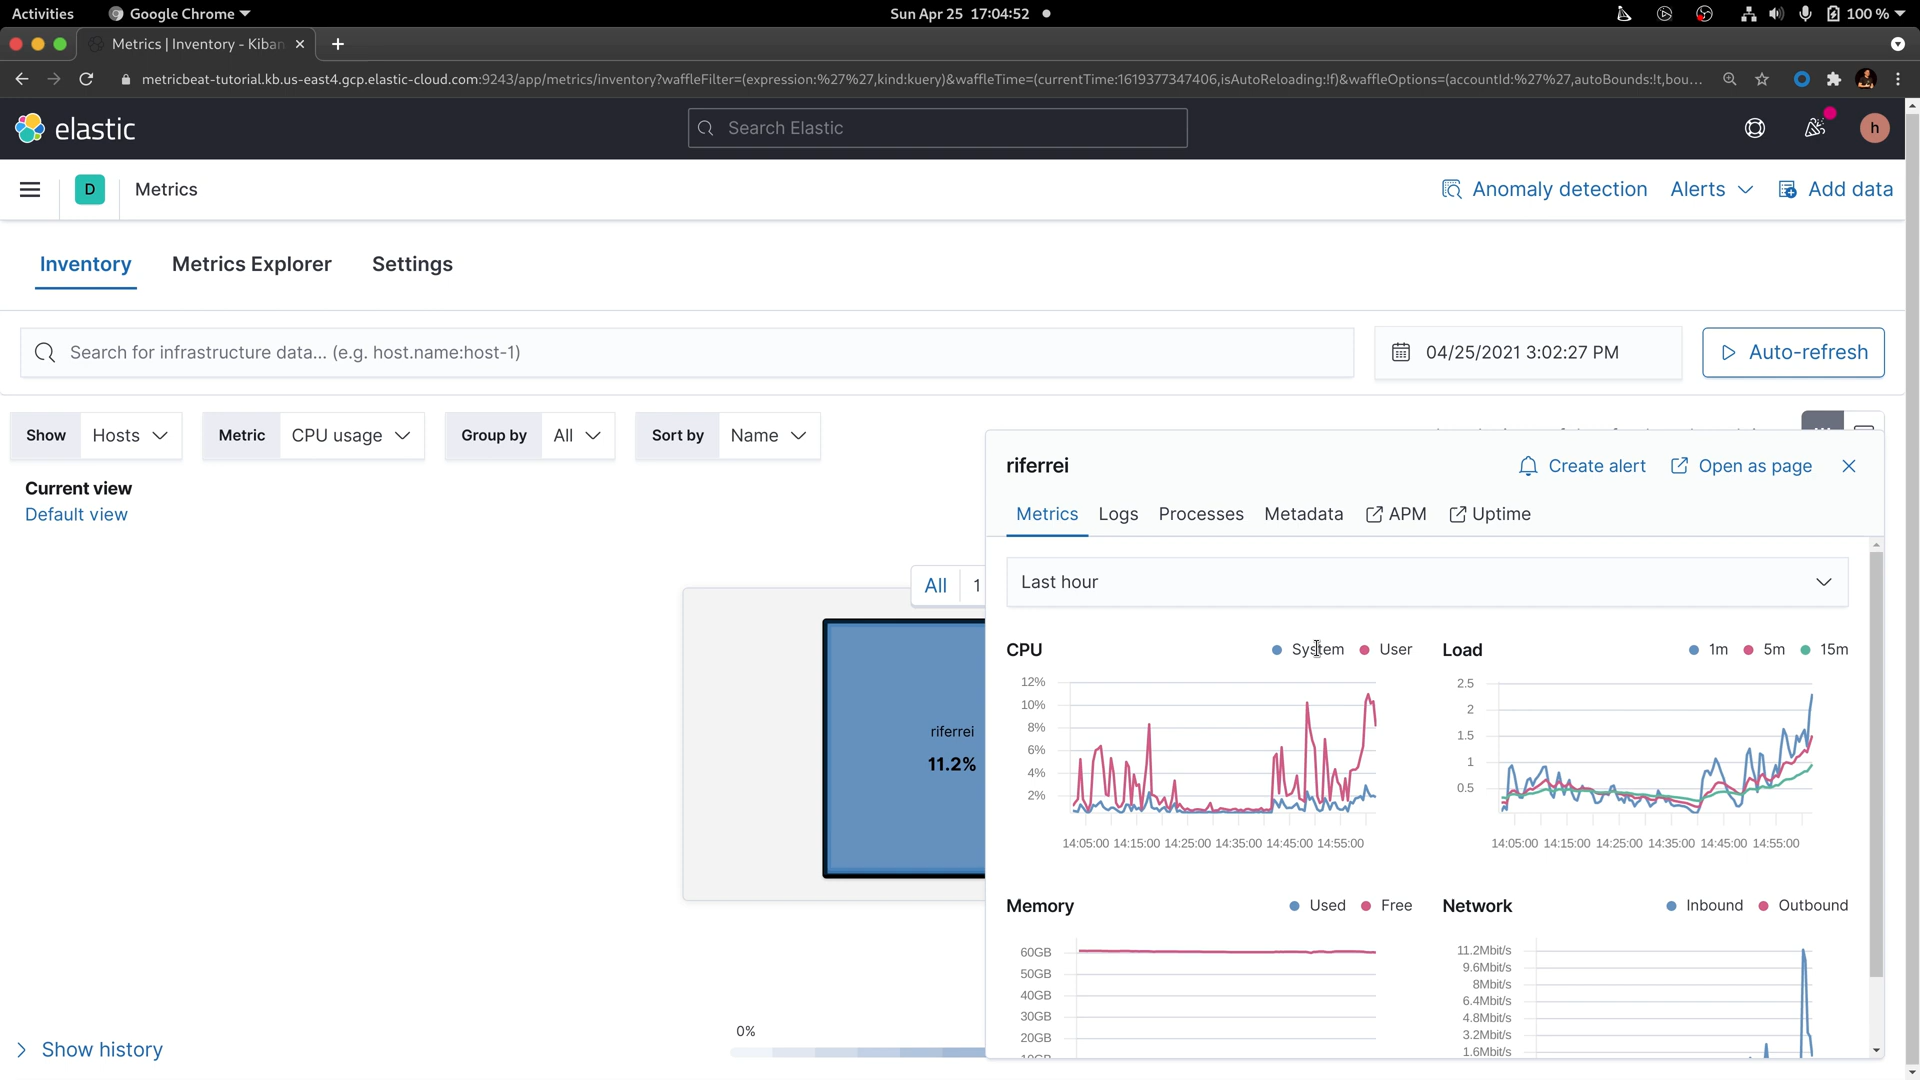 Activities Google Chrome Sun Apr 25 17:04:52 100 %
Metrics | Inventory - Kiban
metricbeat-tutorial.kb.us-east4.gcp.elastic-cloud.com:9243/app/metrics/inventory?waffleFilter=(expression:%27%27,kind:kuery)&waffleTime=(currentTime:1619377347406,isAutoReloading:!f)&waffleOptions=(accountId:%27%27,autoBounds:!t,bou...
elastic Search Elastic h
D Metrics Anomaly detection Alerts Add data
Inventory Metrics Explorer Settings
Search for infrastructure data... (e.g. host.name:host-1) 04/25/2021 3:02:27 PM Auto-refresh
Show Hosts Metric CPU usage Group by All Sort by Name
Current view
Default view
All 1
riferrei
11.2%
0%
Show history
riferrei Create alert Open as page
Metrics Logs Processes Metadata APM Uptime
Last hour
CPU System User
12%
10%
8%
6%
4%
2%
14:05:00 14:15:00 14:25:00 14:35:00 14:45:00 14:55:00
Load 1m 5m 15m
2.5
2
1.5
1
0.5
14:05:00 14:15:00 14:25:00 14:35:00 14:45:00 14:55:00
Memory Used Free
60GB
50GB
40GB
30GB
20GB
10GB
Network Inbound Outbound
11.2Mbit/s
9.6Mbit/s
8Mbit/s
6.4Mbit/s
4.8Mbit/s
3.2Mbit/s
1.6Mbit/s